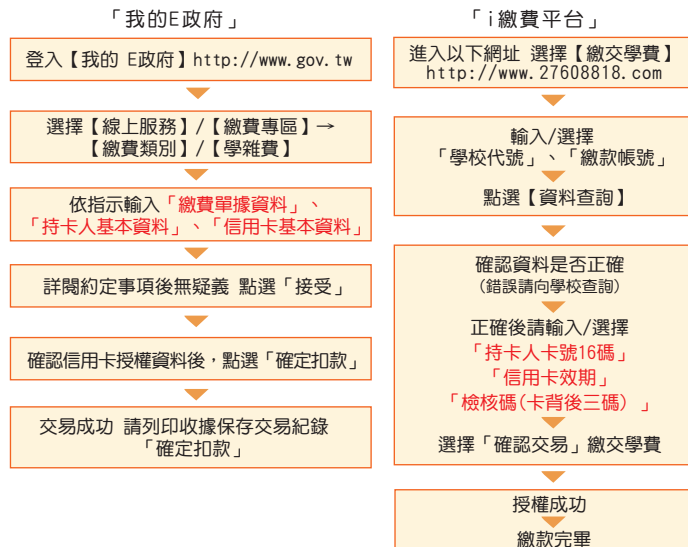 「我的E政府」
登入【我的 E政府】http://www.gov.tw
選擇【線上服務】/【繳費專區】→
【繳費類別】/【學雜費】
依指示輸入「繳費單據資料」、
「持卡人基本資料」、「信用卡基本資料」
詳閱約定事項後無疑義 點選「接受」
確認信用卡授權資料後，點選「確定扣款」
交易成功 請列印收據保存交易紀錄
「確定扣款」
「i繳費平台」
進入以下網址 選擇【繳交學費】
http://www.27608818.com
輸入/選擇
「學校代號」、「繳款帳號」
點選【資料查詢】
確認資料是否正確
(錯誤請向學校查詢)
正確後請輸入/選擇
「持卡人卡號16碼」
「信用卡效期」
「檢核碼(卡背後三碼) 」
選擇「確認交易」繳交學費
授權成功
繳款完畢